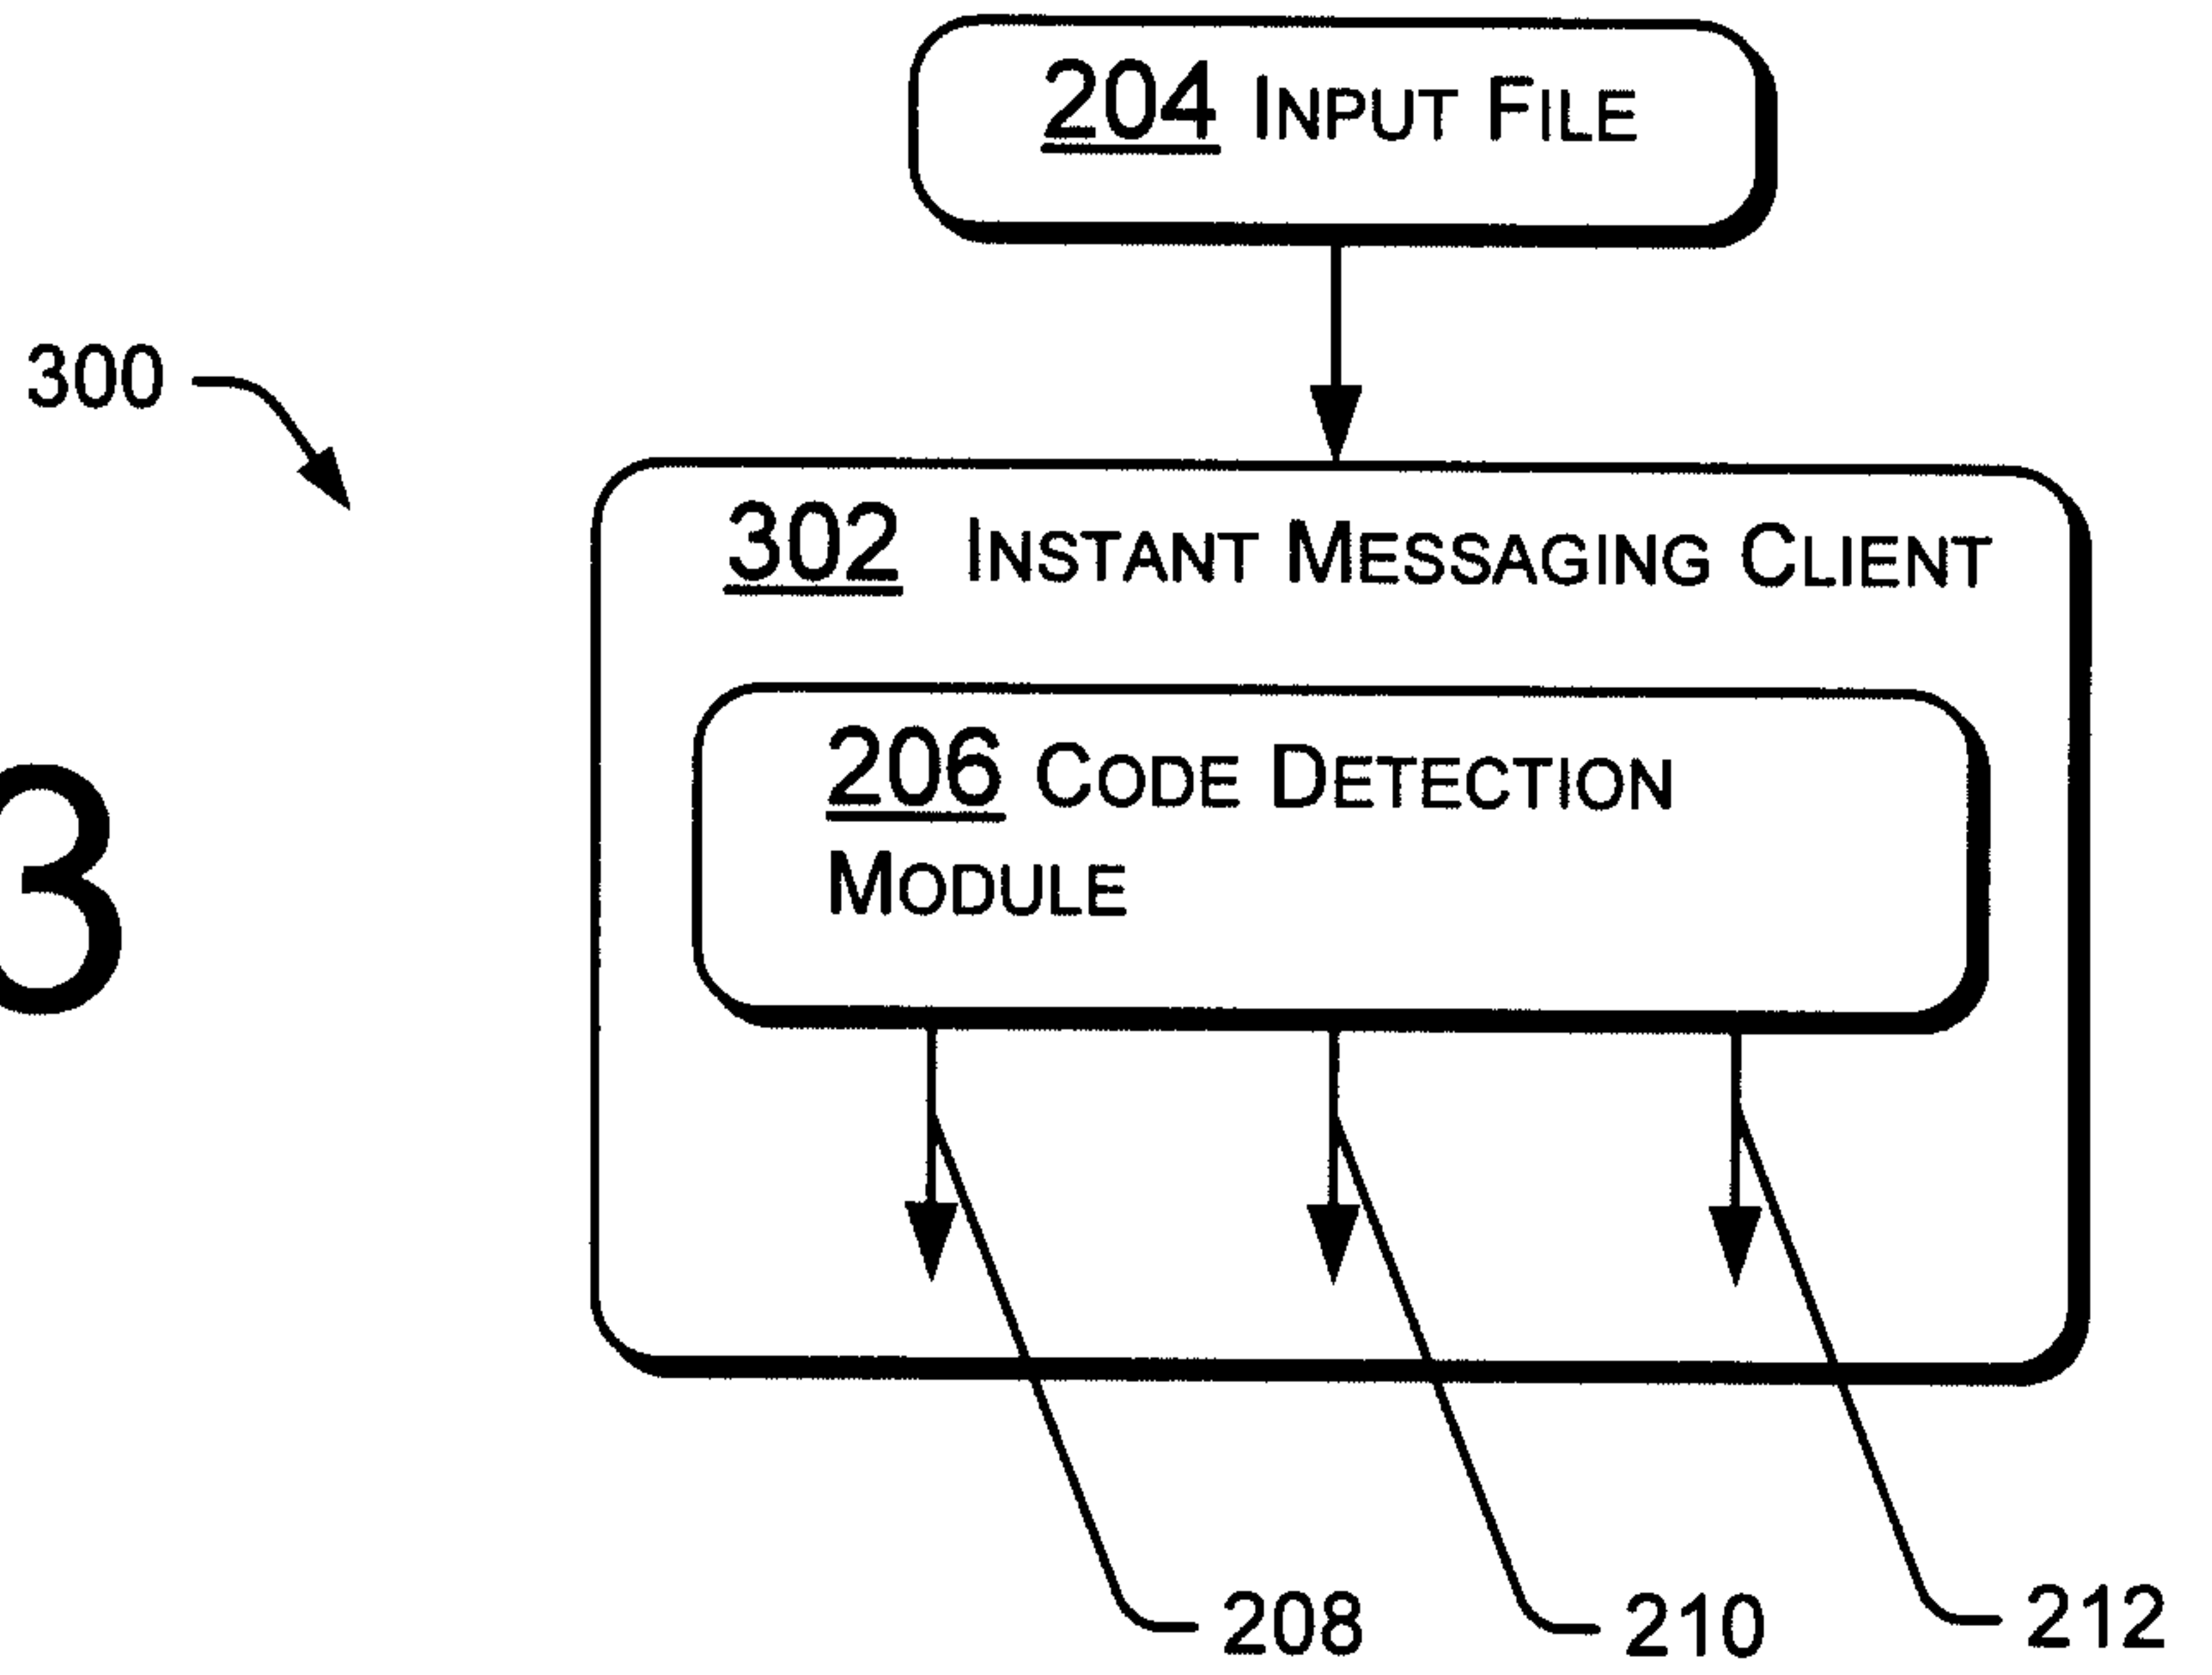 204 INPUT FILE
300
302 INSTANT MESSAGING CLIENT
206 CODE DETECTION
MODULE
3
208
210
212